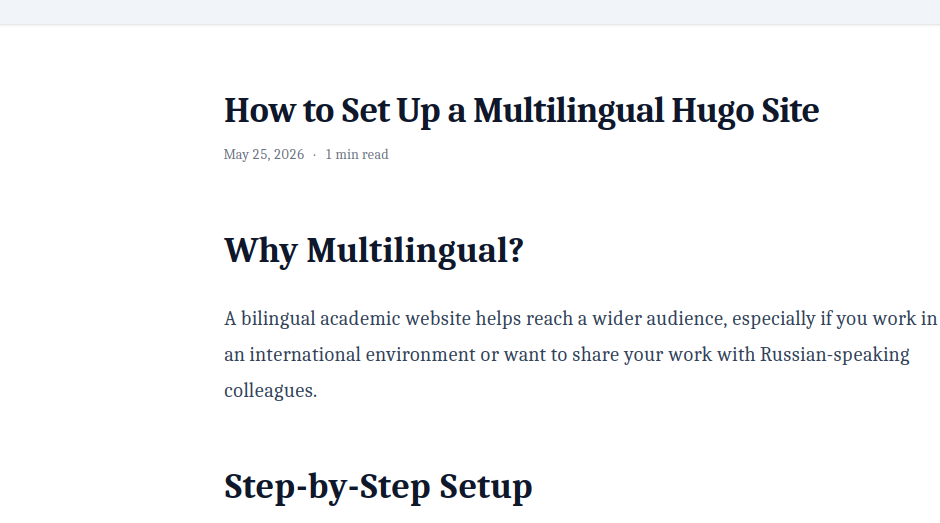 How to Set Up a Multilingual Hugo Site
May 25, 2026 · 1 min read
Why Multilingual?
A bilingual academic website helps reach a wider audience, especially if you work in
an international environment or want to share your work with Russian-speaking
colleagues.
Step-by-Step Setup